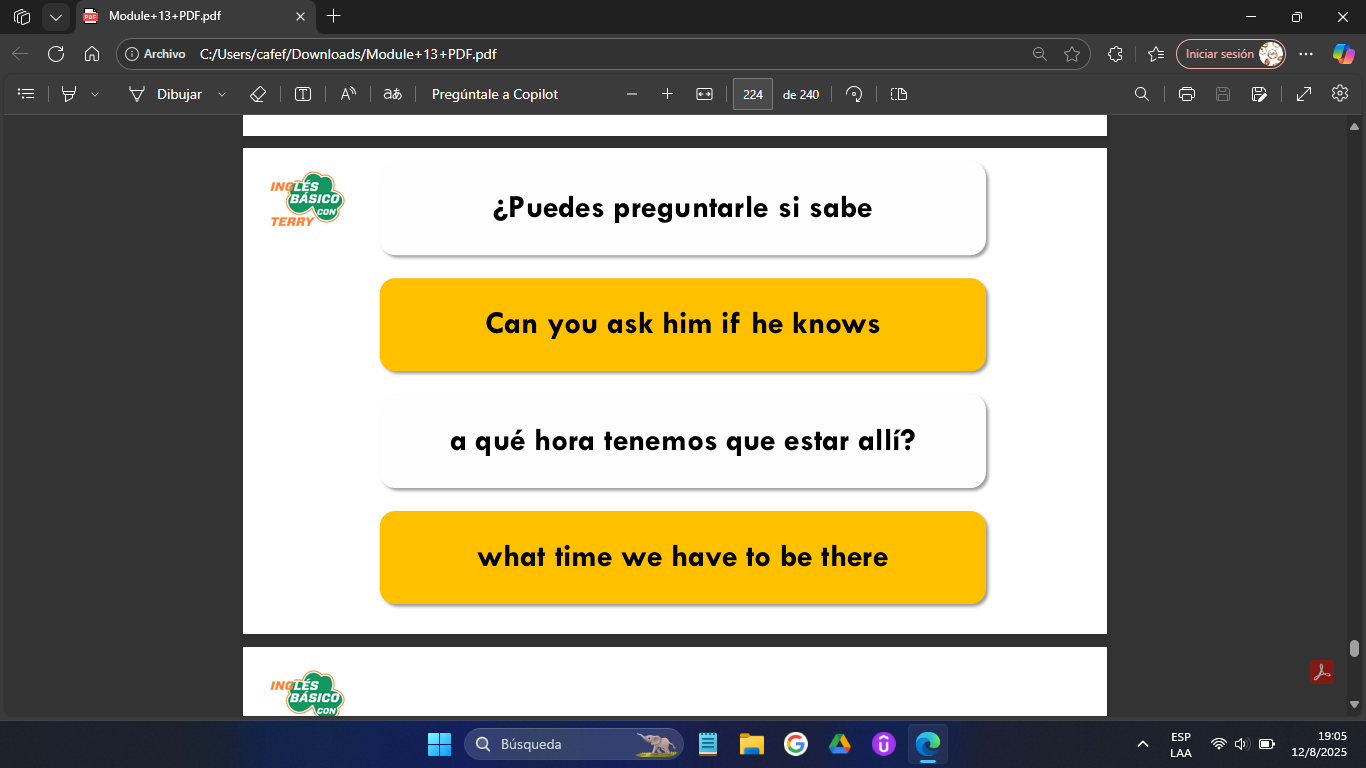 Module+13+PDF.pdf
Archivo C:/Users/cafef/Downloads/Module+13+PDF.pdf
Iniciar sesión
Dibujar
aあ
Pregúntale a Copilot
224 de 240
INGLÉS
BÁSICO
CON
TERRY
¿Puedes preguntarle si sabe
Can you ask him if he knows
a qué hora tenemos que estar allí?
what time we have to be there
INGLÉS
BÁSICO
CON
Búsqueda
ESP
LAA
19:05
12/8/2025